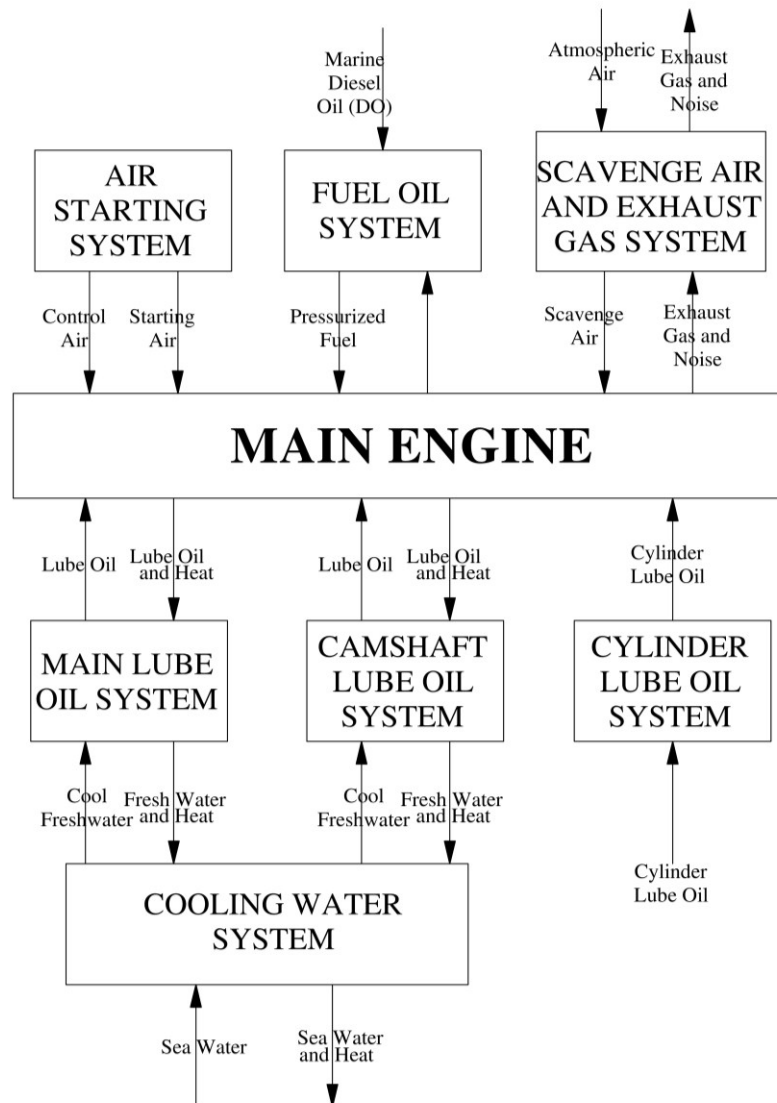 Marine
Diesel
Oil (DO)
Atmospheric
Air
Exhaust
Gas and
Noise
AIR
STARTING
SYSTEM
FUEL OIL
SYSTEM
SCAVENGE AIR
AND EXHAUST
GAS SYSTEM
Control
Air
Starting
Air
Pressurized
Fuel
Scavenge
Air
Exhaust
Gas and
Noise
MAIN ENGINE
Lube Oil
Lube Oil
and Heat
Lube Oil
Lube Oil
and Heat
Cylinder
Lube Oil
MAIN LUBE
OIL SYSTEM
CAMSHAFT
LUBE OIL
SYSTEM
CYLINDER
LUBE OIL
SYSTEM
Cool
Freshwater
Fresh Water
and Heat
Cool
Freshwater
Fresh Water
and Heat
Cylinder
Lube Oil
COOLING WATER
SYSTEM
Sea Water
Sea Water
and Heat